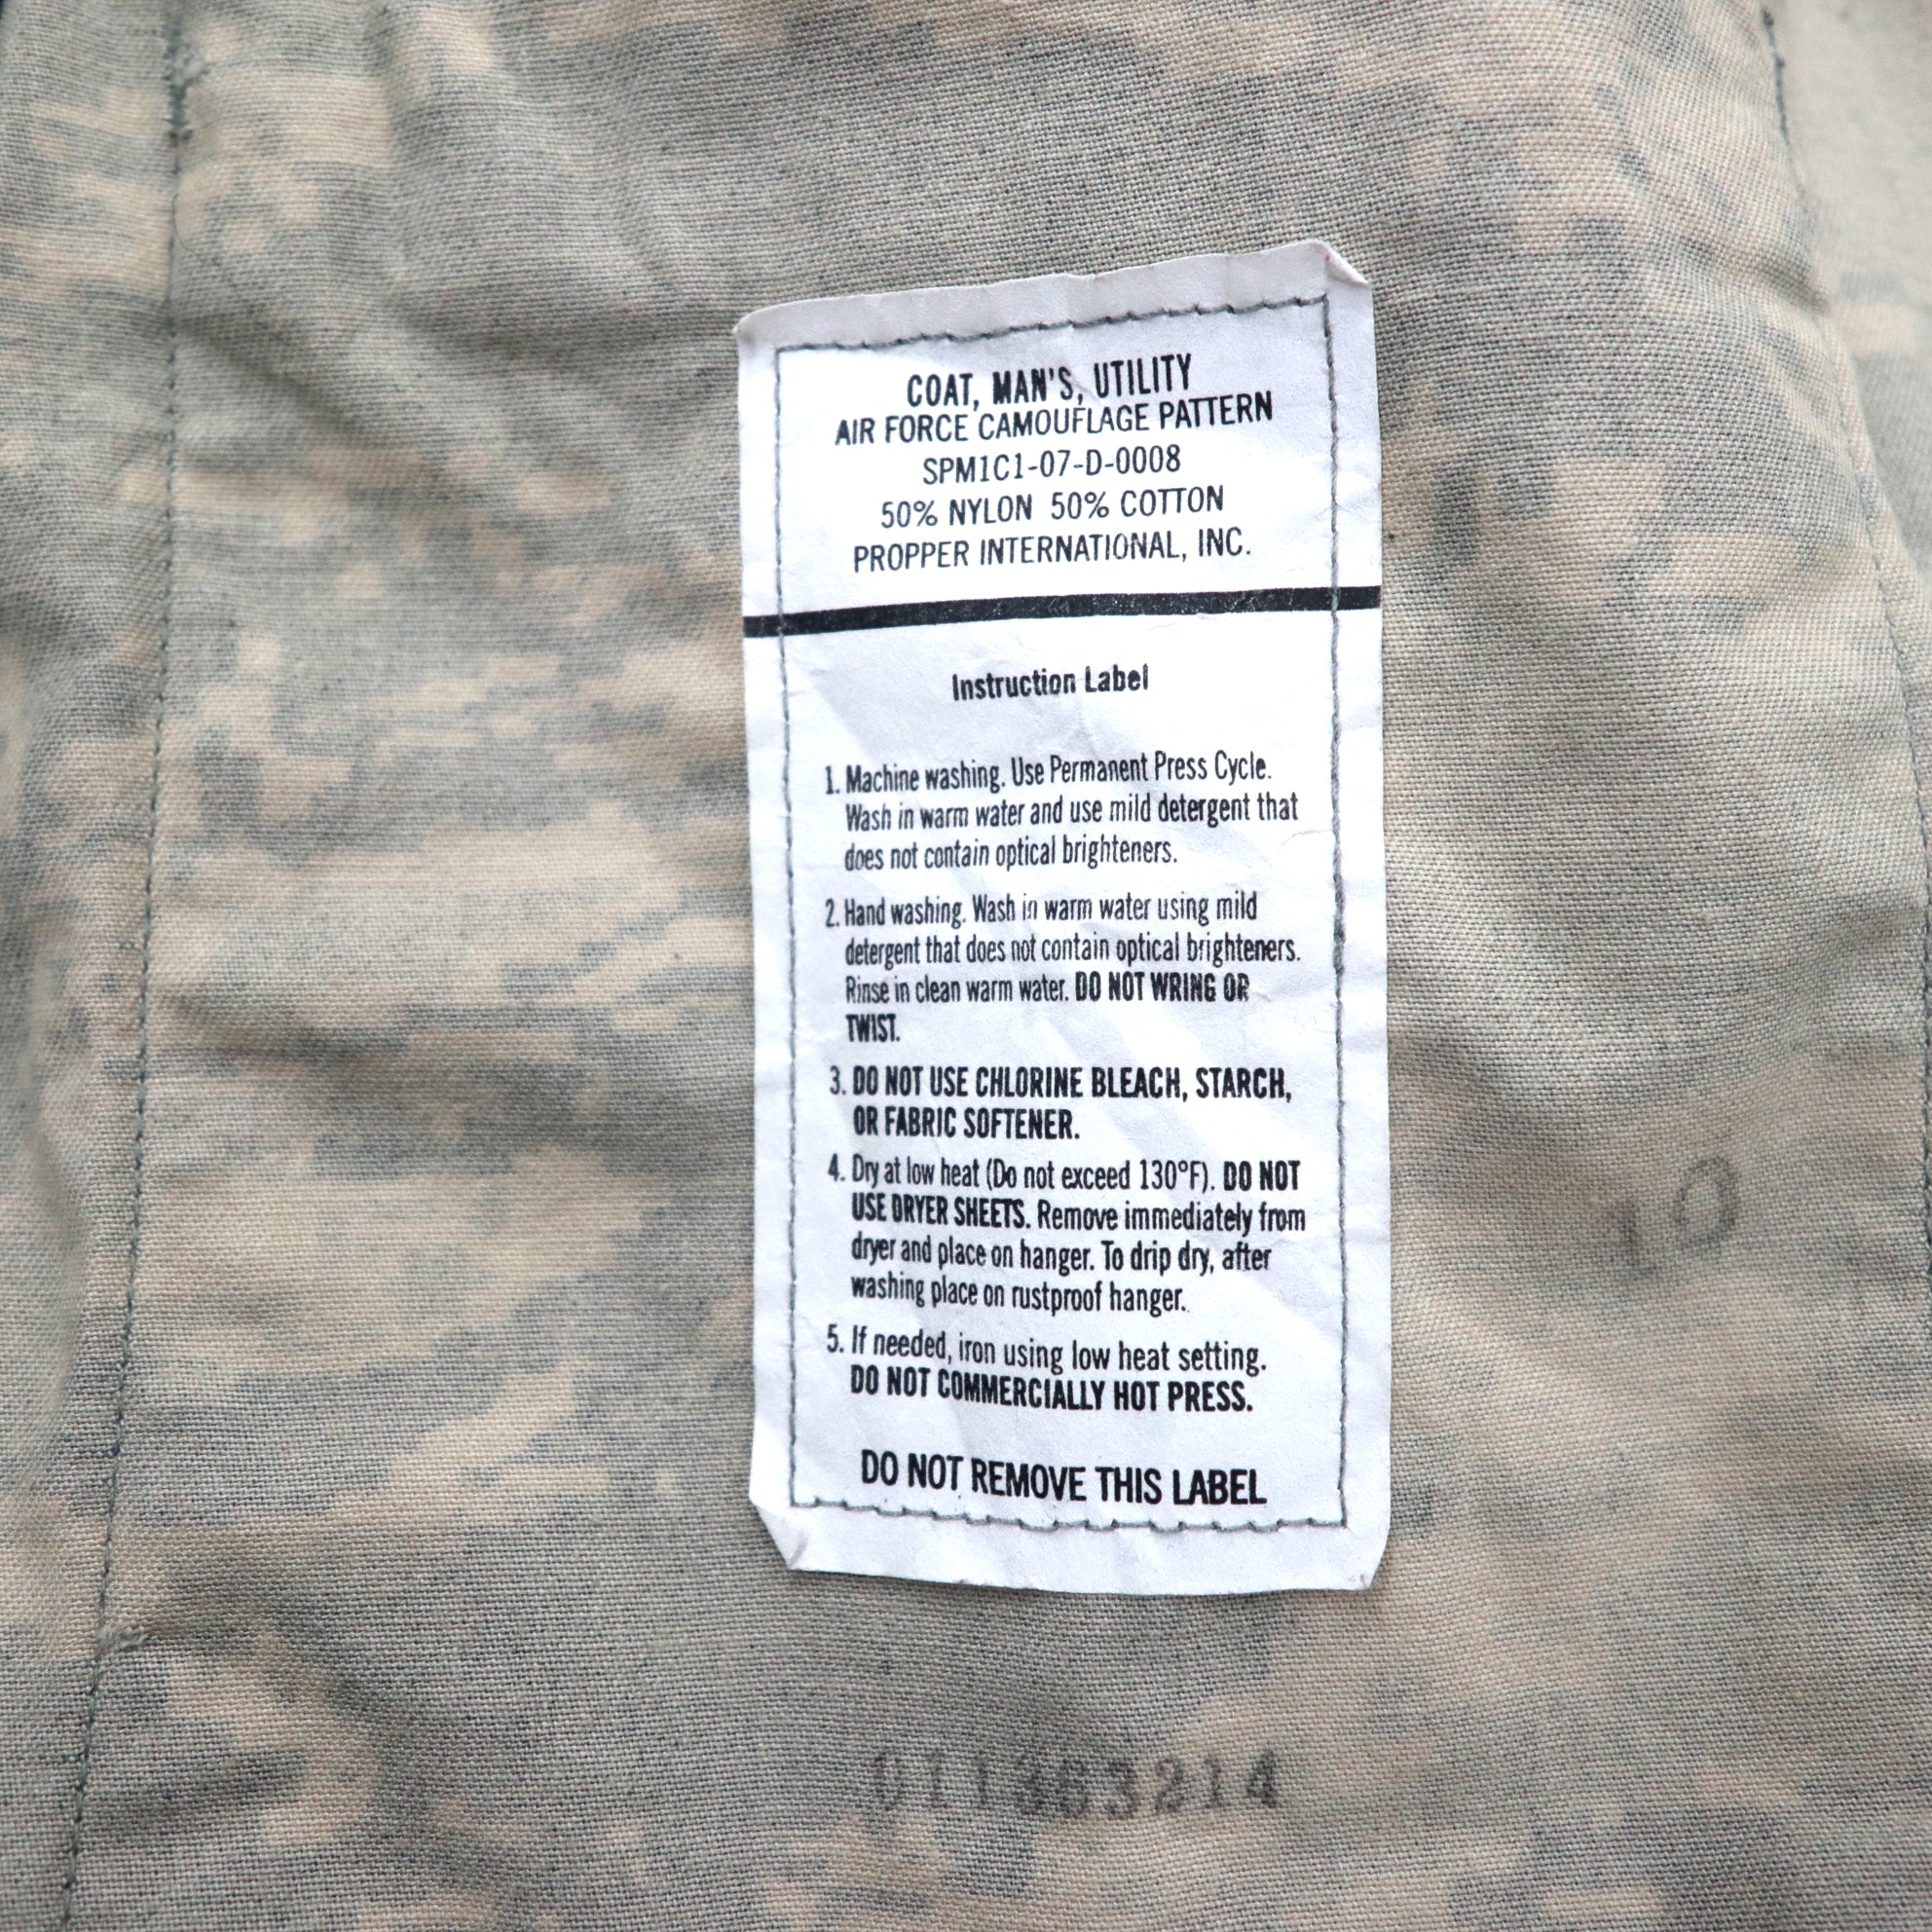 COAT, MAN'S, UTILITY
AIR FORCE CAMOUFLAGE PATTERN
SPM1C1-07-D-0008
50% NYLON 50% COTTON
PROPPER INTERNATIONAL, INC.
Instruction Label
1. Machine washing. Use Permanent Press Cycle.
Wash in warm water and use mild detergent that
does not contain optical brighteners.
2. Hand washing. Wash in warm water using mild
detergent that does not contain optical brighteners.
Rinse in clean warm water. DO NOT WRING OR
TWIST.
3. DO NOT USE CHLORINE BLEACH, STARCH,
OR FABRIC SOFTENER.
4. Dry at low heat (Do not exceed 130°F). DO NOT
USE DRYER SHEETS. Remove immediately from
dryer and place on hanger. To drip dry, after
washing place on rustproof hanger.
5. If needed, iron using low heat setting.
DO NOT COMMERCIALLY HOT PRESS.
DO NOT REMOVE THIS LABEL